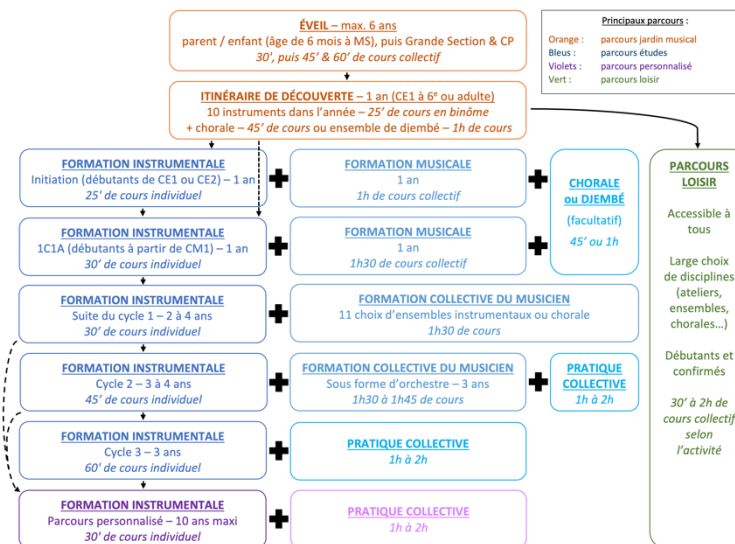 ÉVEIL – max. 6 ans
parent / enfant (âge de 6 mois à MS), puis Grande Section & CP
30', puis 45' & 60' de cours collectif
Principaux parcours :
Orange : parcours jardin musical
Bleus : parcours études
Violets : parcours personnalisé
Vert : parcours loisir
ITINÉRAIRE DE DÉCOUVERTE – 1 an (CE1 à 6e ou adulte)
10 instruments dans l'année – 25' de cours en binôme
+ chorale – 45' de cours ou ensemble de djembé – 1h de cours
FORMATION INSTRUMENTALE
Initiation (débutants de CE1 ou CE2) – 1 an
25' de cours individuel
FORMATION MUSICALE
1 an
1h de cours collectif
CHORALE
ou DJEMBÉ
(facultatif)
45' ou 1h
FORMATION INSTRUMENTALE
1C1A (débutants à partir de CM1) – 1 an
30' de cours individuel
FORMATION MUSICALE
1 an
1h30 de cours collectif
FORMATION INSTRUMENTALE
Suite du cycle 1 – 2 à 4 ans
30' de cours individuel
FORMATION COLLECTIVE DU MUSICIEN
11 choix d'ensembles instrumentaux ou chorale
1h30 de cours
FORMATION INSTRUMENTALE
Cycle 2 – 3 à 4 ans
45' de cours individuel
FORMATION COLLECTIVE DU MUSICIEN
Sous forme d'orchestre – 3 ans
1h30 à 1h45 de cours
PRATIQUE
COLLECTIVE
1h à 2h
FORMATION INSTRUMENTALE
Cycle 3 – 3 ans
60' de cours individuel
PRATIQUE COLLECTIVE
1h à 2h
FORMATION INSTRUMENTALE
Parcours personnalisé – 10 ans maxi
30' de cours individuel
PRATIQUE COLLECTIVE
1h à 2h
PARCOURS
LOISIR
Accessible à
tous
Large choix
de disciplines
(ateliers,
ensembles,
chorales…)
Débutants et
confirmés
30' à 2h de
cours collectif
selon
l'activité